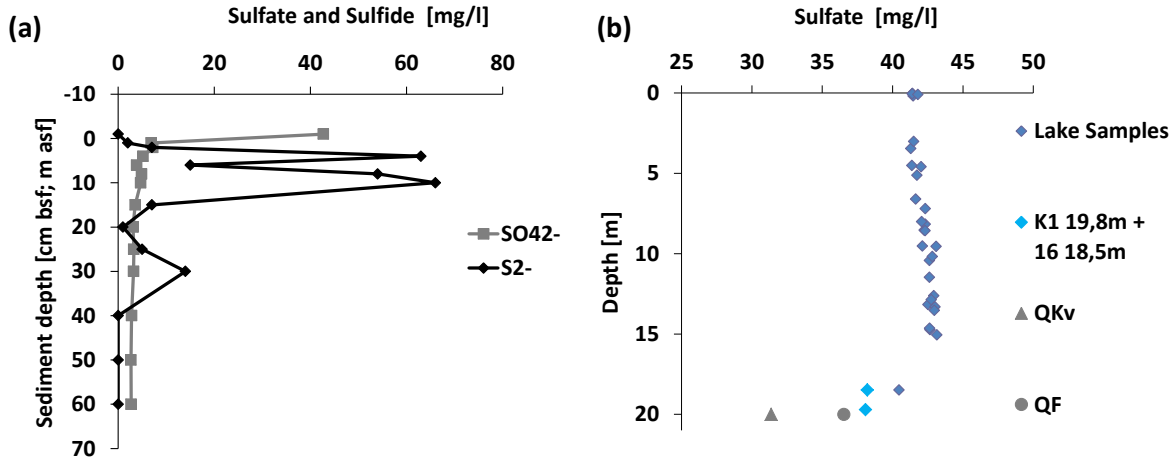 (a)
Sulfate and Sulfide [mg/l]
0 20 40 60 80
Sediment depth [cm bsf; m asf]
-10
0
10
20
30
40
50
60
70
SO42-
S2-
(b)
Sulfate [mg/l]
25 30 35 40 45 50
Depth [m]
0
5
10
15
20
Lake Samples
K1 19,8m +
16 18,5m
QKv
QF